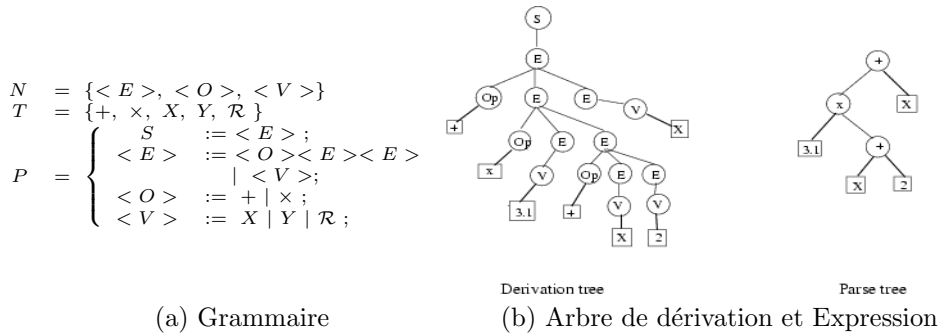 N = {< E >, < O >, < V >}
T = {+, ×, X, Y, R }
P = { S := < E > ;
< E > := < O >< E >< E >
| < V >;
< O > := + | × ;
< V > := X | Y | R ;
S
E
Op E E
+ V
Op E E X
x V Op E E
3.1 + V V
X 2
+
x X
3.1 +
X 2
Derivation tree Parse tree
(a) Grammaire (b) Arbre de dérivation et Expression